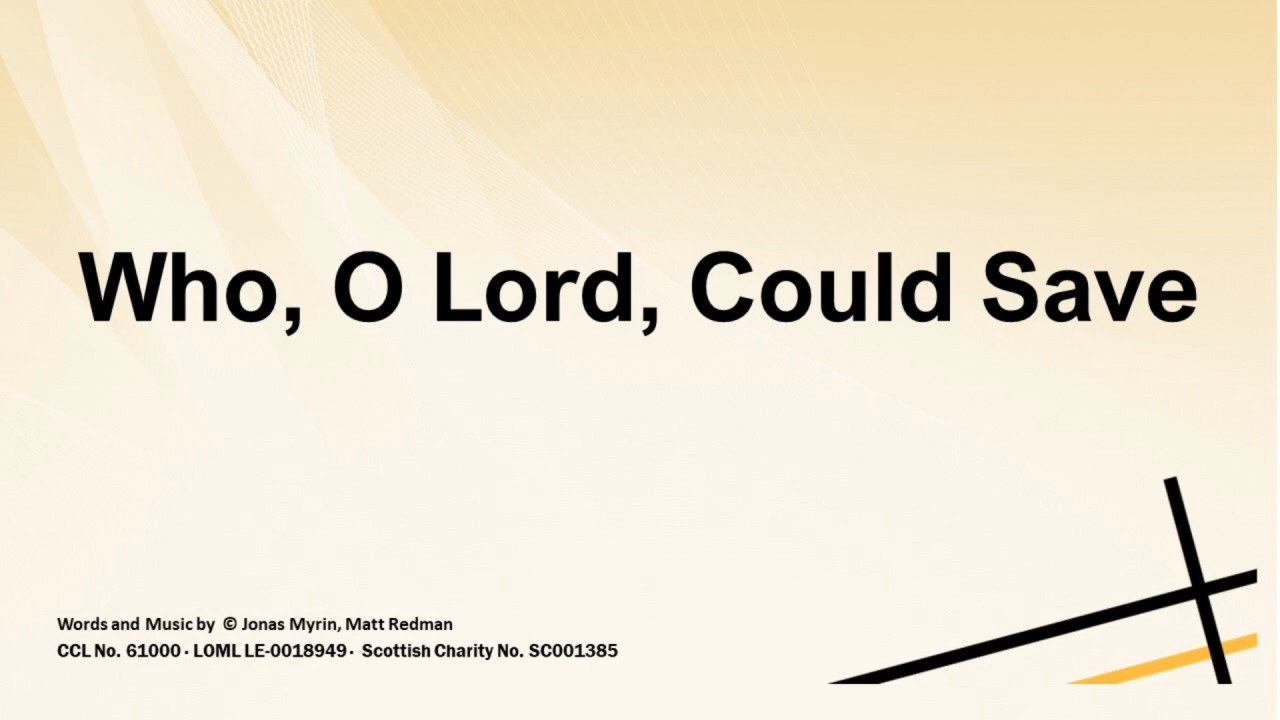 Who, O Lord, Could Save
Words and Music by © Jonas Myrin, Matt Redman
CCL No. 61000 · LOML LE-0018949 · Scottish Charity No. SC001385